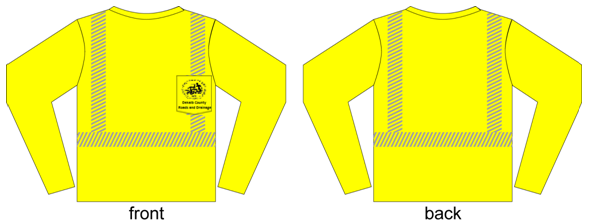 Dekalb County
Roads and Drainage
front
back